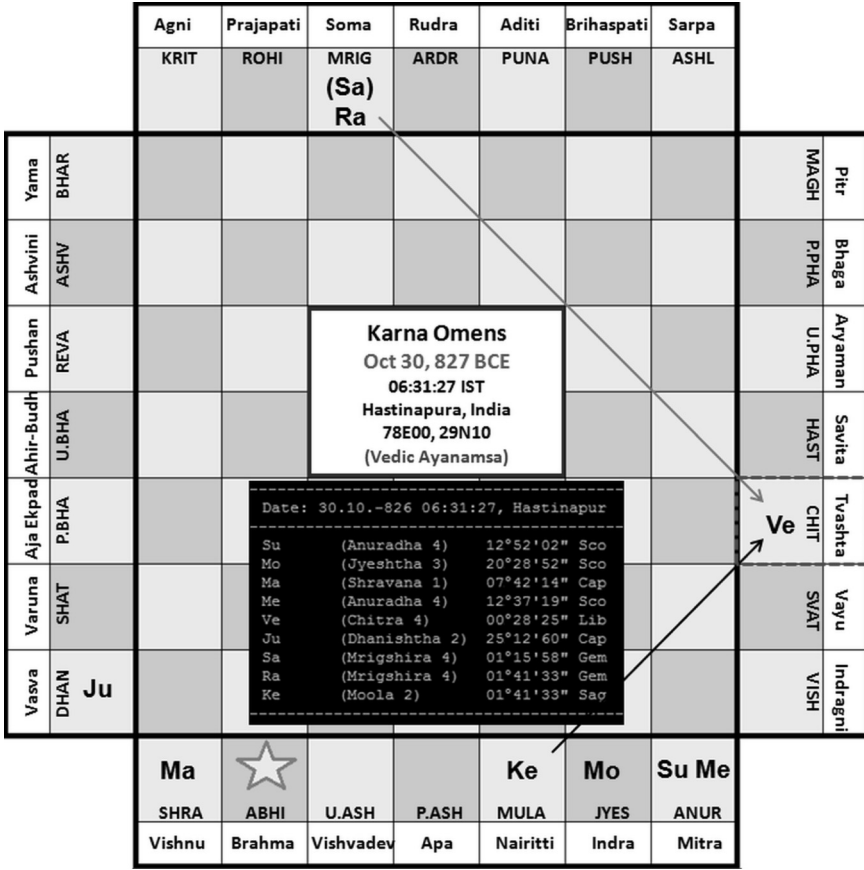 Agni Prajapati Soma Rudra Aditi Brihaspati Sarpa
KRIT ROHI MRIG ARDR PUNA PUSH ASHL
(Sa)
Ra
Yama BHAR
Ashvini ASHV
Pushan REVA
Ahir-Budh U.BHA
Aja Ekpad P.BHA
Varuna SHAT
Vasva DHAN Ju
Karna Omens
Oct 30, 827 BCE
06:31:27 IST
Hastinapura, India
78E00, 29N10
(Vedic Ayanamsa)
Date: 30.10.-826 06:31:27, Hastinapur
Su (Anuradha 4) 12°52'02" Sco
Mo (Jyeshtha 3) 20°28'52" Sco
Ma (Shravana 1) 07°42'14" Cap
Me (Anuradha 4) 12°37'19" Sco
Ve (Chitra 4) 00°28'25" Lib
Ju (Dhanishtha 2) 25°12'60" Cap
Sa (Mrigshira 4) 01°15'58" Gem
Ra (Mrigshira 4) 01°41'33" Gem
Ke (Moola 2) 01°41'33" Sag
MAGH Pitr
P.PHA Bhaga
U.PHA Aryaman
HAST Savita
Ve CHIT Tvashta
SVAT Vayu
VISH Indragni
Ma Ke Mo Su Me
SHRA ABHI U.ASH P.ASH MULA JYES ANUR
Vishnu Brahma Vishvadev Apa Nairitti Indra Mitra